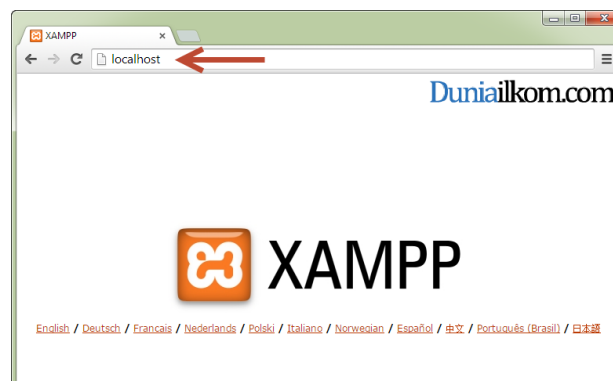 XAMPP
localhost
Duniailkom.com
XAMPP
English / Deutsch / Francais / Nederlands / Polski / Italiano / Norwegian / Español / 中文 / Português (Brasil) / 日本語